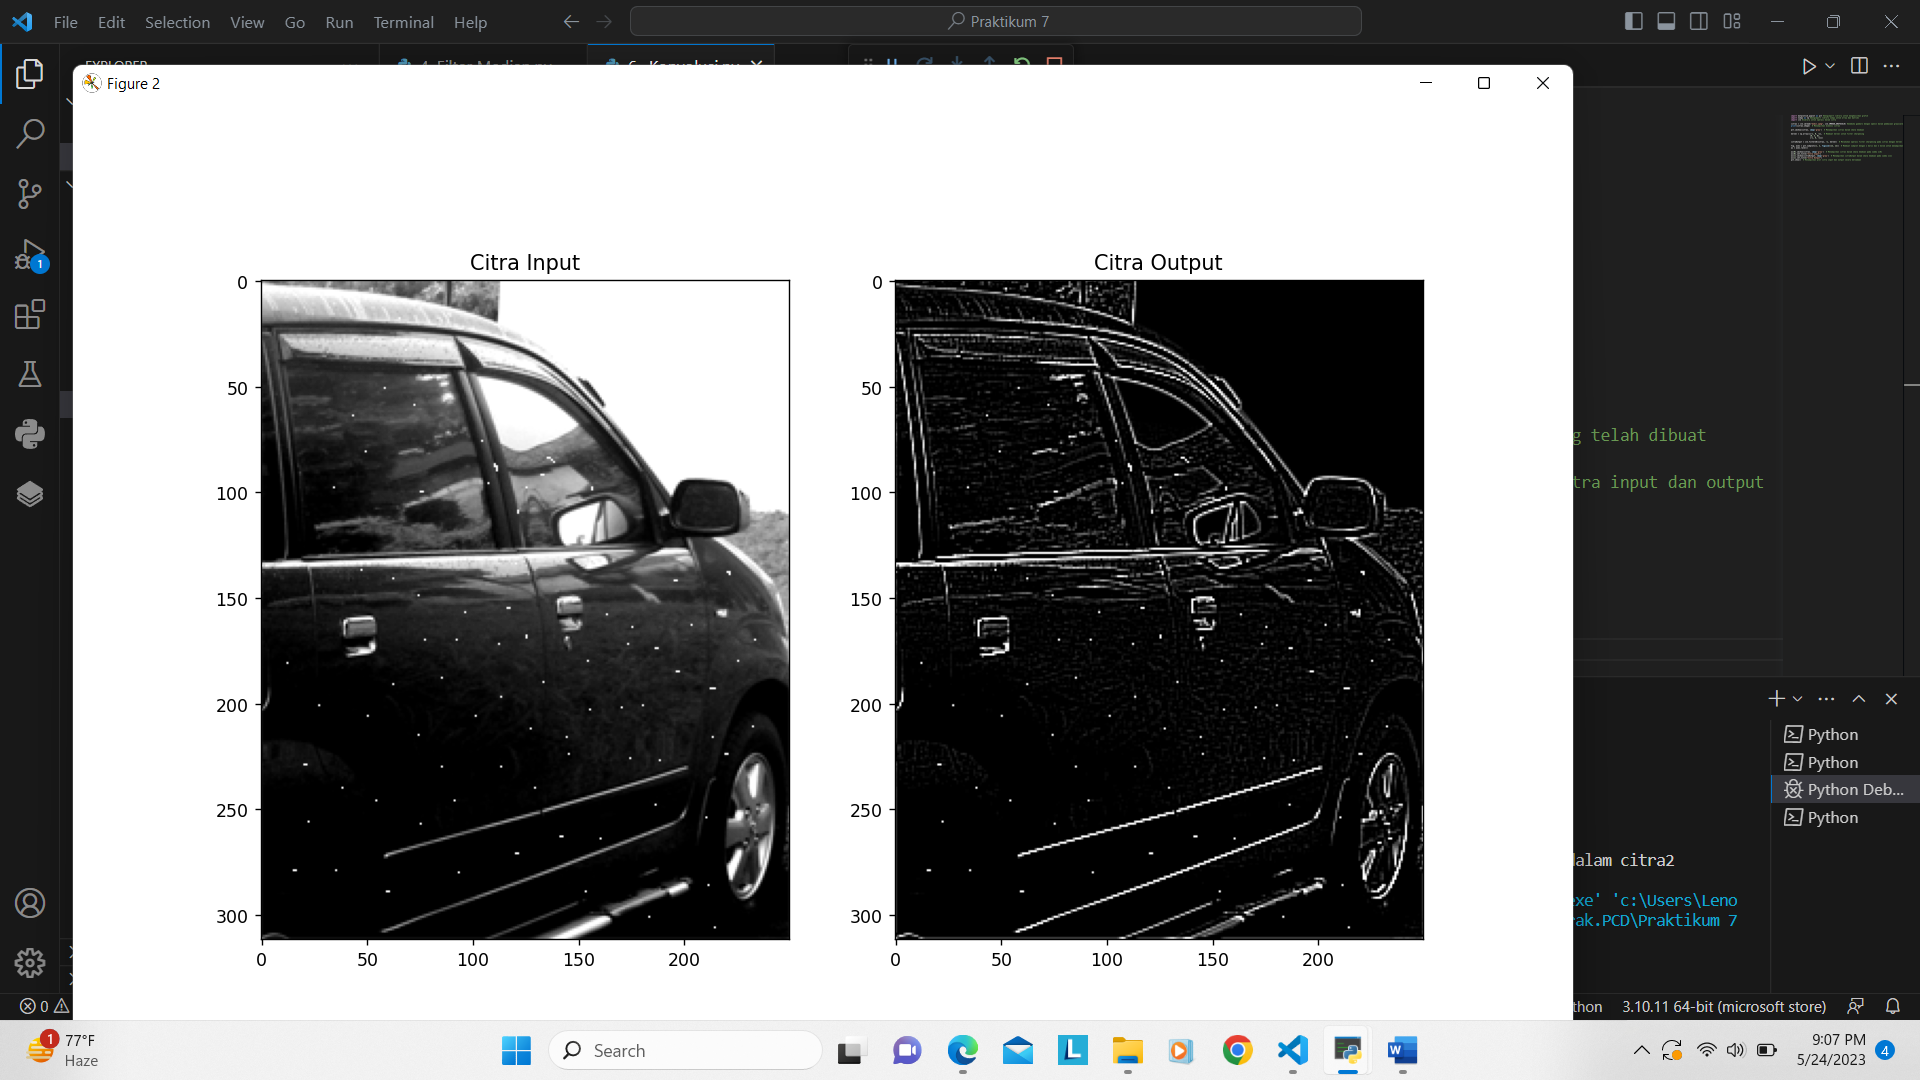 File Edit Selection View Go Run Terminal Help
Praktikum 7
Figure 2
Citra Input
Citra Output
0
50
100
150
200
250
300
0 50 100 150 200
0
50
100
150
200
250
300
0 50 100 150 200
1
g telah dibuat
tra input dan output
Python
Python
Python Deb...
Python
alam citra2
xe' 'c:\Users\Leno
ak.PCD\Praktikum 7
0
thon
3.10.11 64-bit (microsoft store)
1
77°F
Haze
Search
9:07 PM
5/24/2023
4